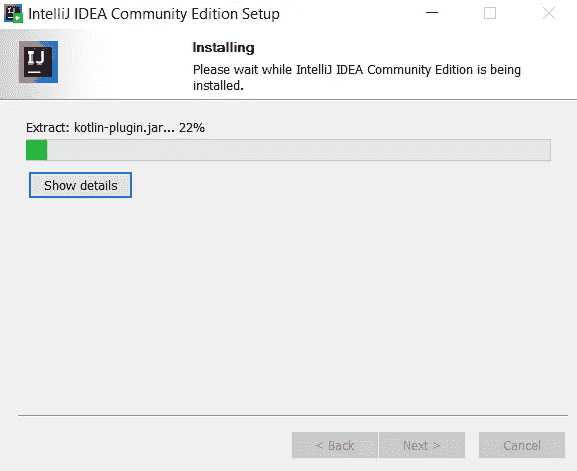 IntelliJ IDEA Community Edition Setup
IJ
Installing
Please wait while IntelliJ IDEA Community Edition is being
installed.
Extract: kotlin-plugin.jar... 22%
Show details
< Back Next > Cancel